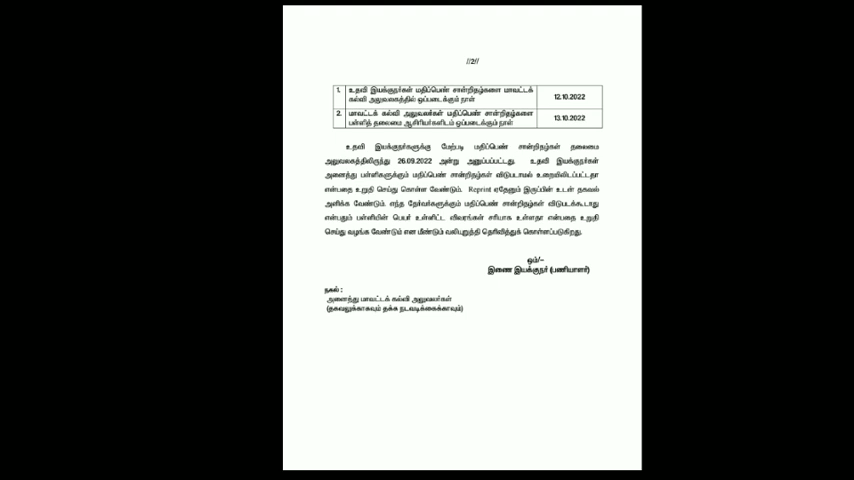 //2//
1. உதவி இயக்குநர்கள் மதிப்பெண் சான்றிதழ்களை மாவட்டக்
கல்வி அலுவலகத்தில் ஒப்படைக்கும் நாள் 12.10.2022
2. மாவட்டக் கல்வி அலுவலர்கள் மதிப்பெண் சான்றிதழ்களை
பள்ளித் தலைமை ஆசிரியர்களிடம் ஒப்படைக்கும் நாள் 13.10.2022
உதவி இயக்குநர்களுக்கு மேற்படி மதிப்பெண் சான்றிதழ்கள் தலைமை
அலுவலகத்திலிருந்து 26.09.2022 அன்று அனுப்பப்பட்டது. உதவி இயக்குநர்கள்
அனைத்து பள்ளிகளுக்கும் மதிப்பெண் சான்றிதழ்கள் விடுபடாமல் உறையிலிடப்பட்டதா
என்பதை உறுதி செய்து கொள்ள வேண்டும். Reprint ஏதேனும் இருப்பின் உடன் தகவல்
அளிக்க வேண்டும். எந்த தேர்வர்களுக்கும் மதிப்பெண் சான்றிதழ்கள் விடுபடக்கூடாது
என்பதும் பள்ளியின் பெயர் உள்ளிட்ட விவரங்கள் சரியாக உள்ளதா என்பதை உறுதி
செய்து வழங்க வேண்டும் என மீண்டும் வலியுறுத்தி தெரிவித்துக் கொள்ளப்படுகிறது.
ஒம்/-
இணை இயக்குநர் (பணியாளர்)
நகல் :
அனைத்து மாவட்டக் கல்வி அலுவலர்கள்
(தகவலுக்காகவும் தக்க நடவடிக்கைக்காவும்)